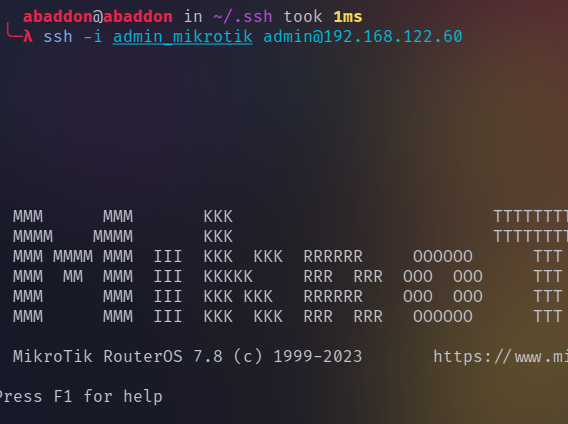 abaddon@abaddon in ~/.ssh took 1ms
╰─λ ssh -i admin_mikrotik admin@192.168.122.60
MMM      MMM       KKK                          TTTTTTTT
MMMM    MMMM       KKK                          TTTTTTTT
MMM MMMM MMM  III  KKK  KKK  RRRRRR     OOOOOO      TTT
MMM  MM  MMM  III  KKKKK     RRR  RRR  OOO  OOO     TTT
MMM      MMM  III  KKK KKK   RRRRRR    OOO  OOO     TTT
MMM      MMM  III  KKK  KKK  RRR  RRR   OOOOOO      TTT
MikroTik RouterOS 7.8 (c) 1999-2023       https://www.mi
Press F1 for help